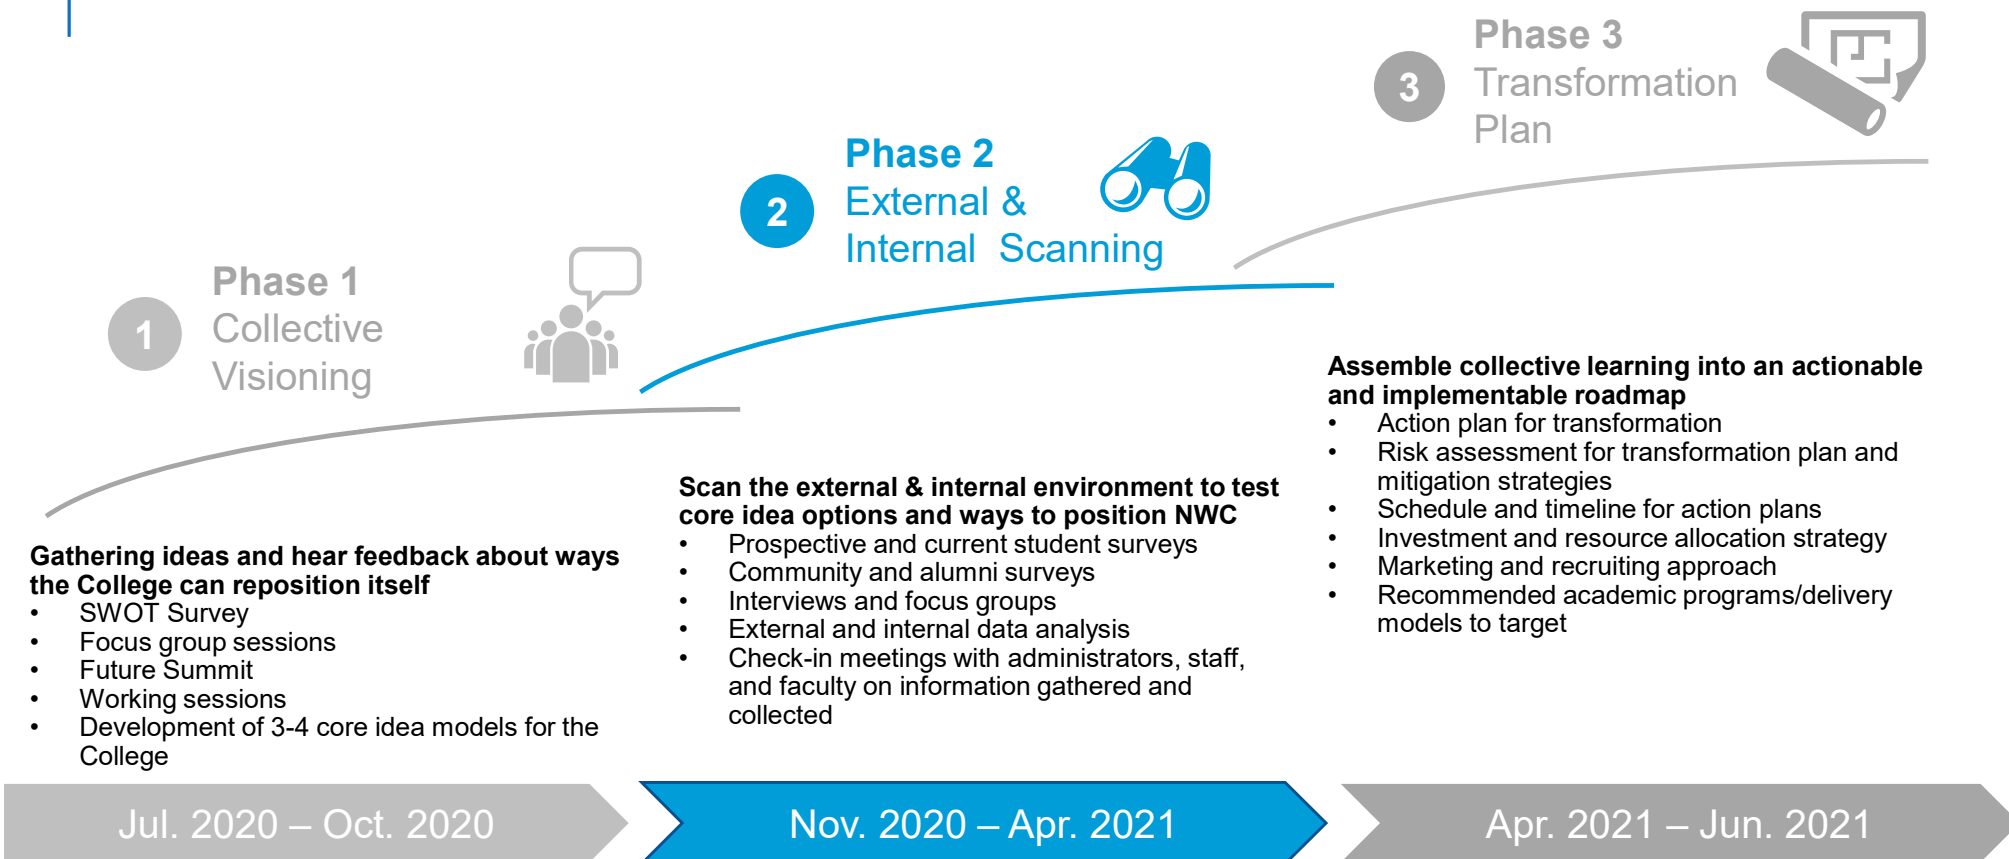 1
Phase 1
Collective
Visioning
Gathering ideas and hear feedback about ways
the College can reposition itself
• SWOT Survey
• Focus group sessions
• Future Summit
• Working sessions
• Development of 3-4 core idea models for the
College
Jul. 2020 – Oct. 2020
2
Phase 2
External &
Internal Scanning
Scan the external & internal environment to test
core idea options and ways to position NWC
• Prospective and current student surveys
• Community and alumni surveys
• Interviews and focus groups
• External and internal data analysis
• Check-in meetings with administrators, staff,
and faculty on information gathered and
collected
Nov. 2020 – Apr. 2021
3
Phase 3
Transformation
Plan
Assemble collective learning into an actionable
and implementable roadmap
• Action plan for transformation
• Risk assessment for transformation plan and
mitigation strategies
• Schedule and timeline for action plans
• Investment and resource allocation strategy
• Marketing and recruiting approach
• Recommended academic programs/delivery
models to target
Apr. 2021 – Jun. 2021